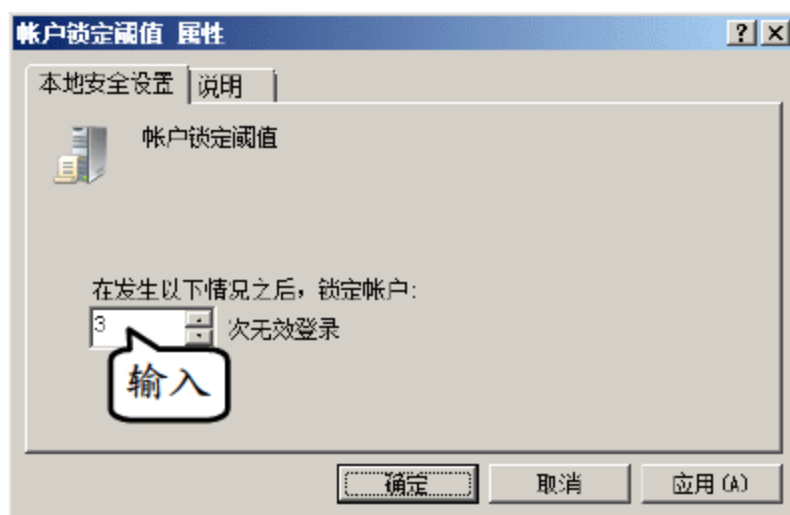 帐户锁定阈值 属性
本地安全设置 说明
帐户锁定阈值
在发生以下情况之后，锁定帐户:
3 次无效登录
输入
确定 取消 应用(A)